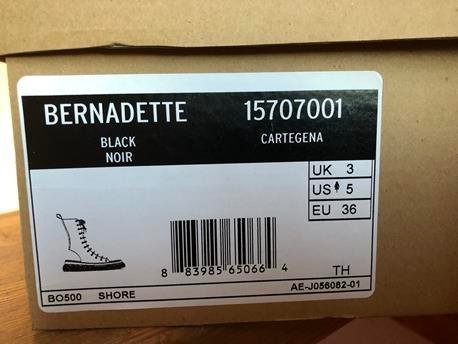 BERNADETTE 15707001
BLACK CARTEGENA
NOIR
UK 3
US 5
EU 36
8 83985 65066 4
TH
BO500 SHORE AE-J056082-01